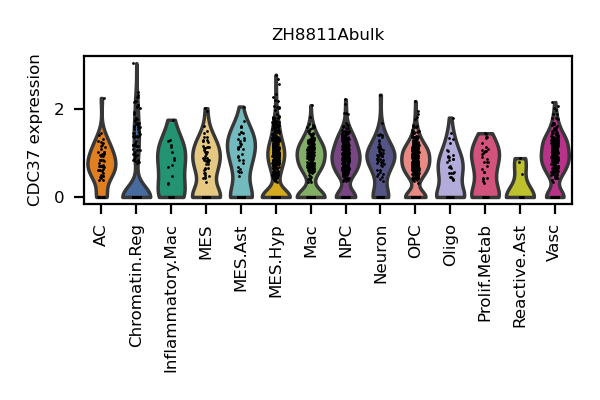 ZH8811Abulk
CDC37 expression
2
0
AC
Chromatin.Reg
Inflammatory.Mac
MES
MES.Ast
MES.Hyp
Mac
NPC
Neuron
OPC
Oligo
Prolif.Metab
Reactive.Ast
Vasc